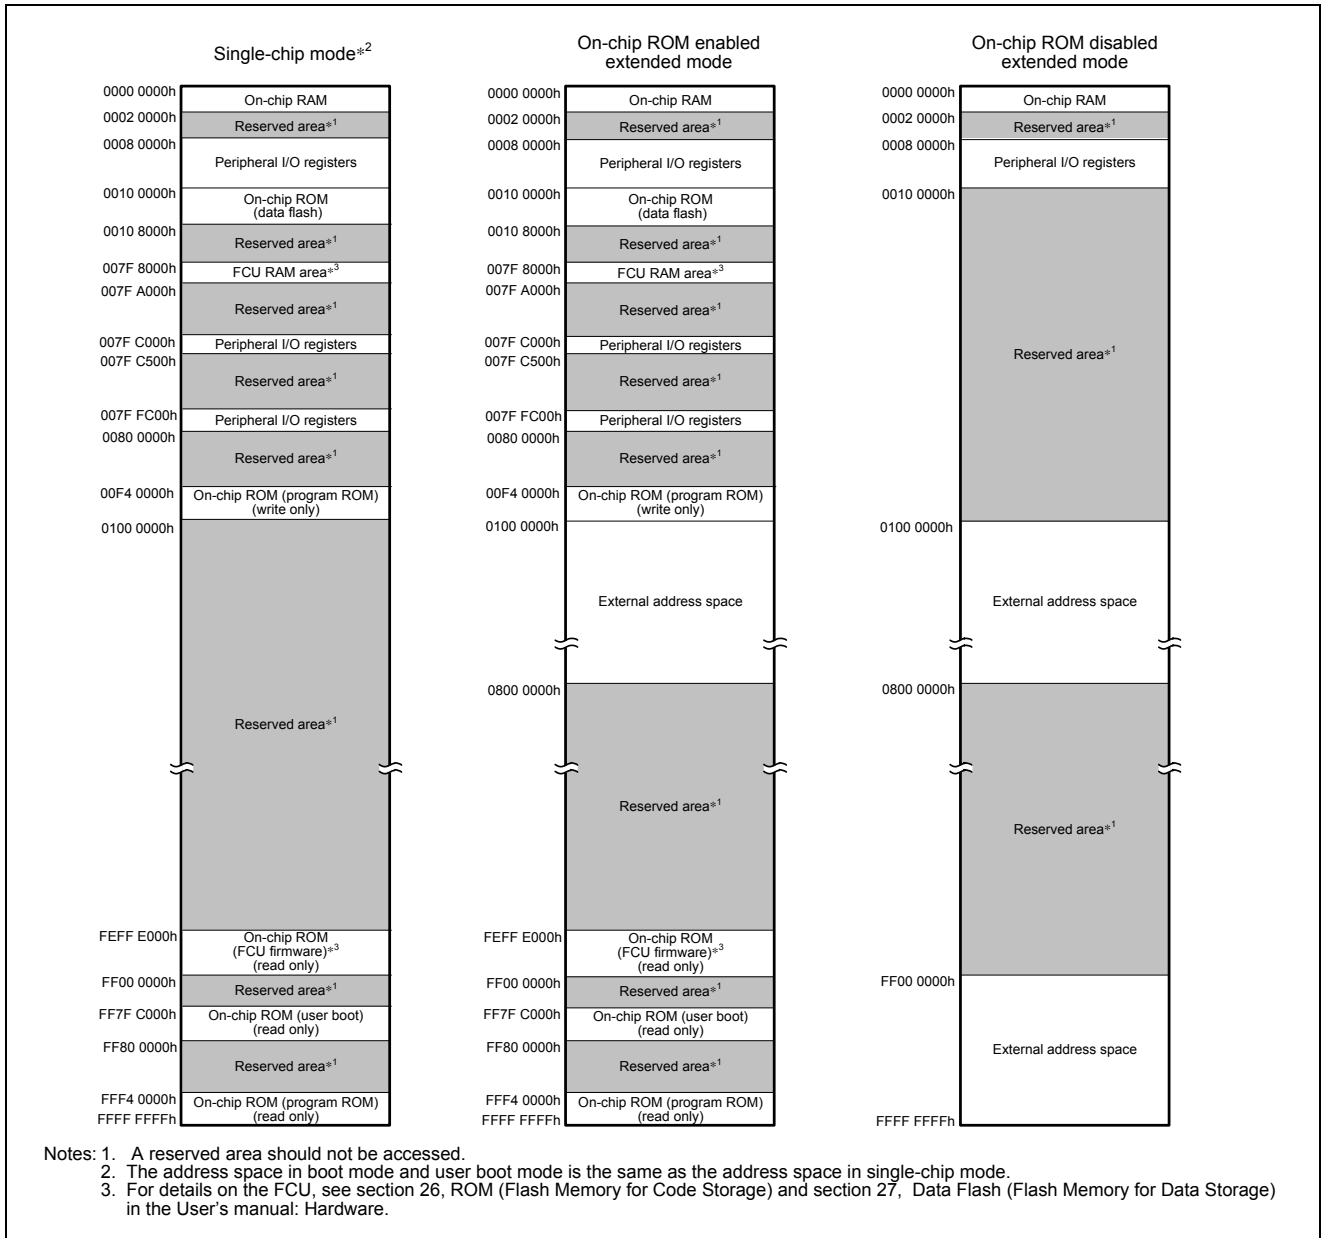 Single-chip mode*2
0000 0000h
On-chip RAM
0002 0000h
Reserved area*1
0008 0000h
Peripheral I/O registers
0010 0000h
On-chip ROM
(data flash)
0010 8000h
Reserved area*1
007F 8000h
FCU RAM area*3
007F A000h
Reserved area*1
007F C000h
Peripheral I/O registers
007F C500h
Reserved area*1
007F FC00h
Peripheral I/O registers
0080 0000h
Reserved area*1
00F4 0000h
On-chip ROM (program ROM)
(write only)
0100 0000h
Reserved area*1
FEFF E000h
On-chip ROM
(FCU firmware)*3
(read only)
FF00 0000h
Reserved area*1
FF7F C000h
On-chip ROM (user boot)
(read only)
FF80 0000h
Reserved area*1
FFF4 0000h
On-chip ROM (program ROM)
(read only)
FFFF FFFFh
On-chip ROM enabled
extended mode
0000 0000h
On-chip RAM
0002 0000h
Reserved area*1
0008 0000h
Peripheral I/O registers
0010 0000h
On-chip ROM
(data flash)
0010 8000h
Reserved area*1
007F 8000h
FCU RAM area*3
007F A000h
Reserved area*1
007F C000h
Peripheral I/O registers
007F C500h
Reserved area*1
007F FC00h
Peripheral I/O registers
0080 0000h
Reserved area*1
00F4 0000h
On-chip ROM (program ROM)
(write only)
0100 0000h
External address space
0800 0000h
Reserved area*1
FEFF E000h
On-chip ROM
(FCU firmware)*3
(read only)
FF00 0000h
Reserved area*1
FF7F C000h
On-chip ROM (user boot)
(read only)
FF80 0000h
Reserved area*1
FFF4 0000h
On-chip ROM (program ROM)
(read only)
FFFF FFFFh
On-chip ROM disabled
extended mode
0000 0000h
On-chip RAM
0002 0000h
Reserved area*1
0008 0000h
Peripheral I/O registers
0010 0000h
Reserved area*1
0100 0000h
External address space
0800 0000h
Reserved area*1
FF00 0000h
External address space
FFFF FFFFh
Notes: 1. A reserved area should not be accessed.
2. The address space in boot mode and user boot mode is the same as the address space in single-chip mode.
3. For details on the FCU, see section 26, ROM (Flash Memory for Code Storage) and section 27, Data Flash (Flash Memory for Data Storage)
in the User's manual: Hardware.